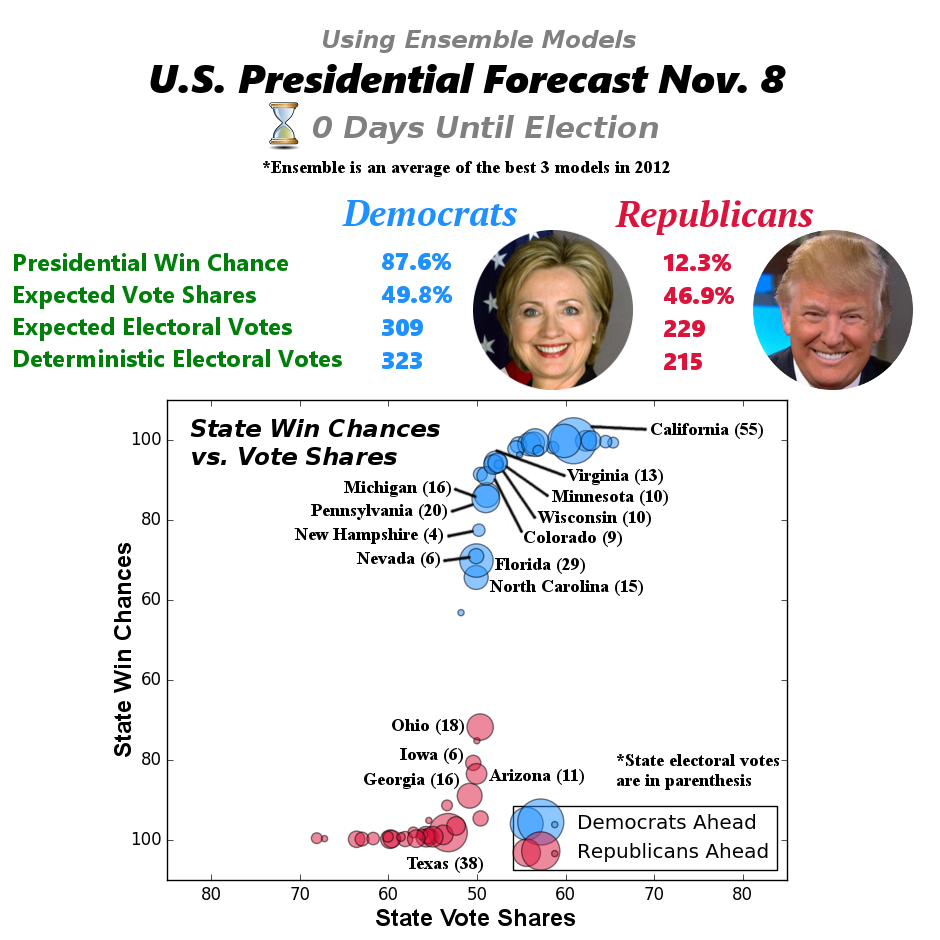 Using Ensemble Models
U.S. Presidential Forecast Nov. 8
0 Days Until Election
*Ensemble is an average of the best 3 models in 2012
Democrats Republicans
Presidential Win Chance 87.6% 12.3%
Expected Vote Shares 49.8% 46.9%
Expected Electoral Votes 309 229
Deterministic Electoral Votes 323 215
State Win Chances
vs. Vote Shares
State Win Chances
100
80
60
60
80
100
California (55)
Virginia (13)
Michigan (16)
Minnesota (10)
Pennsylvania (20)
Wisconsin (10)
New Hampshire (4)
Colorado (9)
Nevada (6)
Florida (29)
North Carolina (15)
Ohio (18)
Iowa (6)
Arizona (11)
Georgia (16)
Texas (38)
*State electoral votes
are in parenthesis
Democrats Ahead
Republicans Ahead
80 70 60 50 60 70 80
State Vote Shares